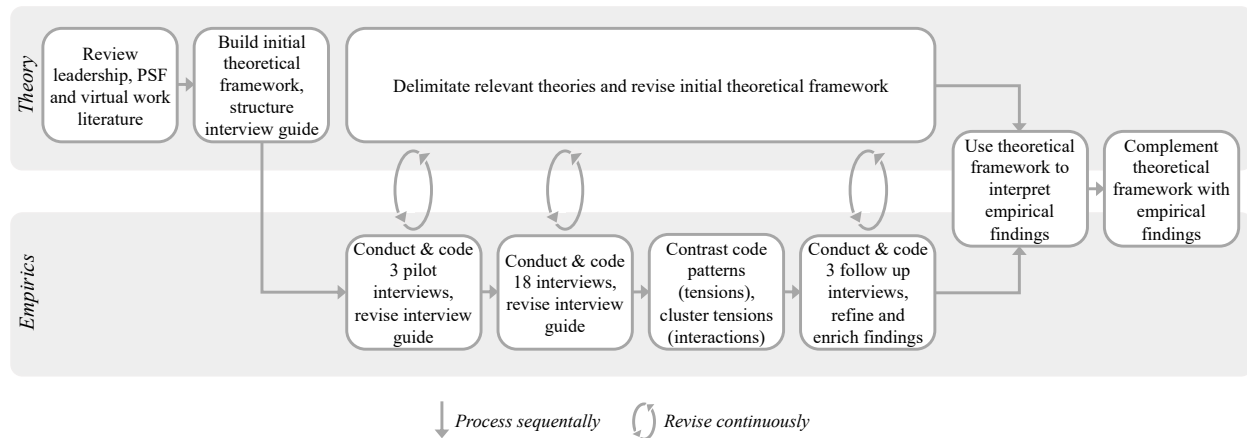 Theory
Review
leadership, PSF
and virtual work
literature
Build initial
theoretical
framework,
structure
interview guide
Delimitate relevant theories and revise initial theoretical framework
Use theoretical
framework to
interpret
empirical
findings
Complement
theoretical
framework with
empirical
findings
Empirics
Conduct & code
3 pilot
interviews,
revise interview
guide
Conduct & code
18 interviews,
revise interview
guide
Contrast code
patterns
(tensions),
cluster tensions
(interactions)
Conduct & code
3 follow up
interviews,
refine and
enrich findings
Process sequentally
Revise continuously